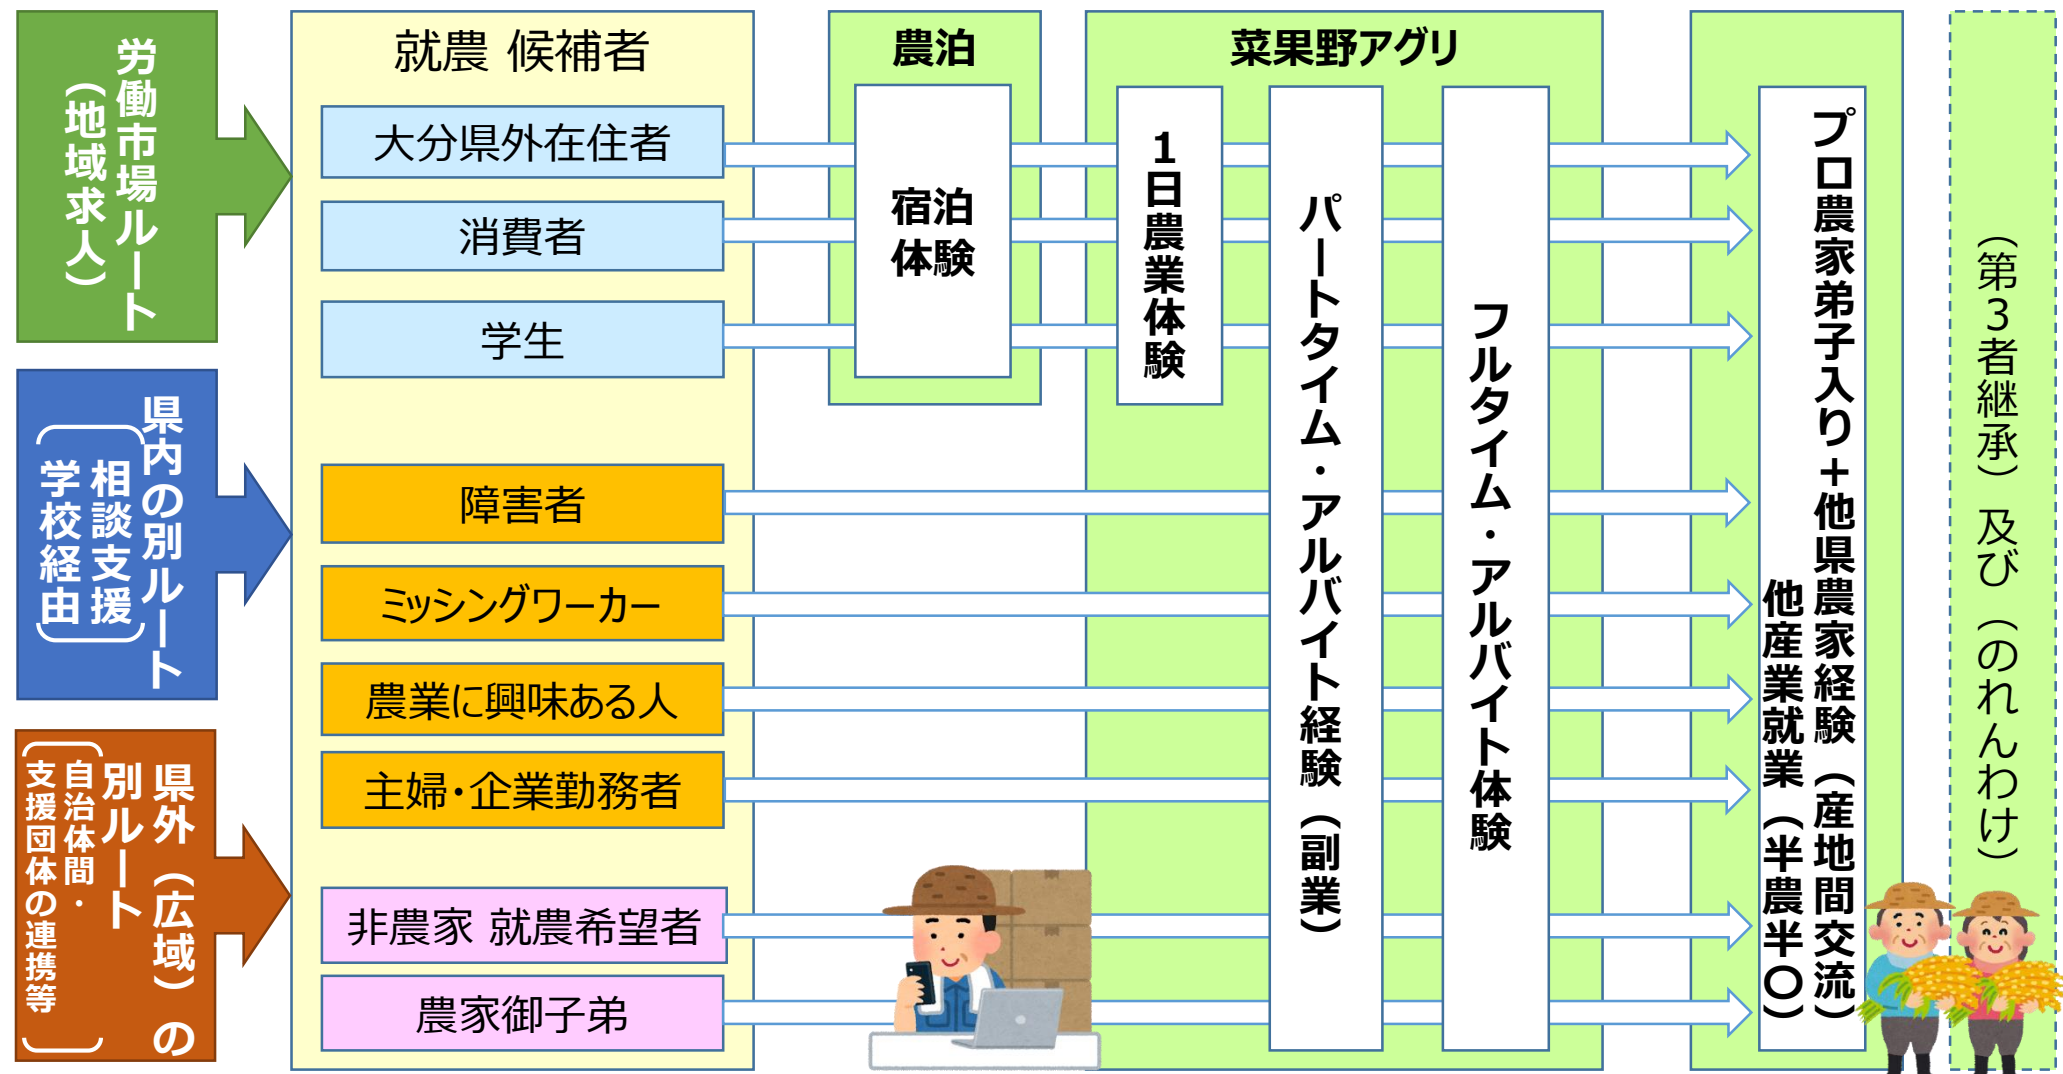 労働市場ルート
（地域求人）
県内の別ルート
相談支援
学校経由
県外（広域）の
別ルート
自治体間・
支援団体の連携等
就農 候補者
大分県外在住者
消費者
学生
障害者
ミッシングワーカー
農業に興味ある人
主婦・企業勤務者
非農家 就農希望者
農家御子弟
農泊
宿泊
体験
菜果野アグリ
1日農業体験
パートタイム・アルバイト経験（副業）
フルタイム・アルバイト体験
プロ農家弟子入り＋他県農家経験（産地間交流）
他産業就業（半農半〇）
（第3者継承）及び（のれんわけ）